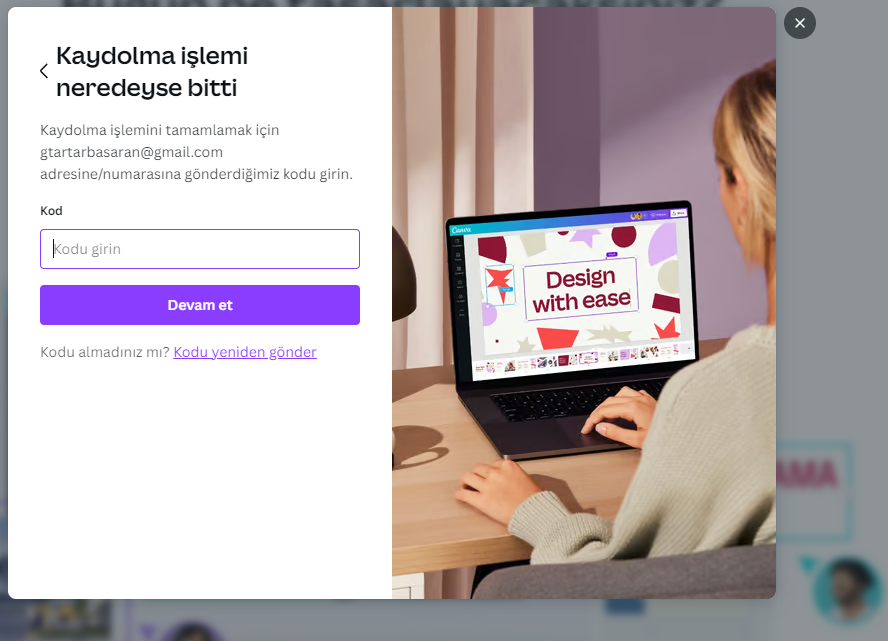 Kaydolma işlemi
neredeyse bitti
Kaydolma işlemini tamamlamak için
gtartarbasaran@gmail.com
adresine/numarasına gönderdiğimiz kodu girin.
Kod
Kodu girin
Devam et
Kodu almadınız mı? Kodu yeniden gönder
Canva
Design
with ease
AMA